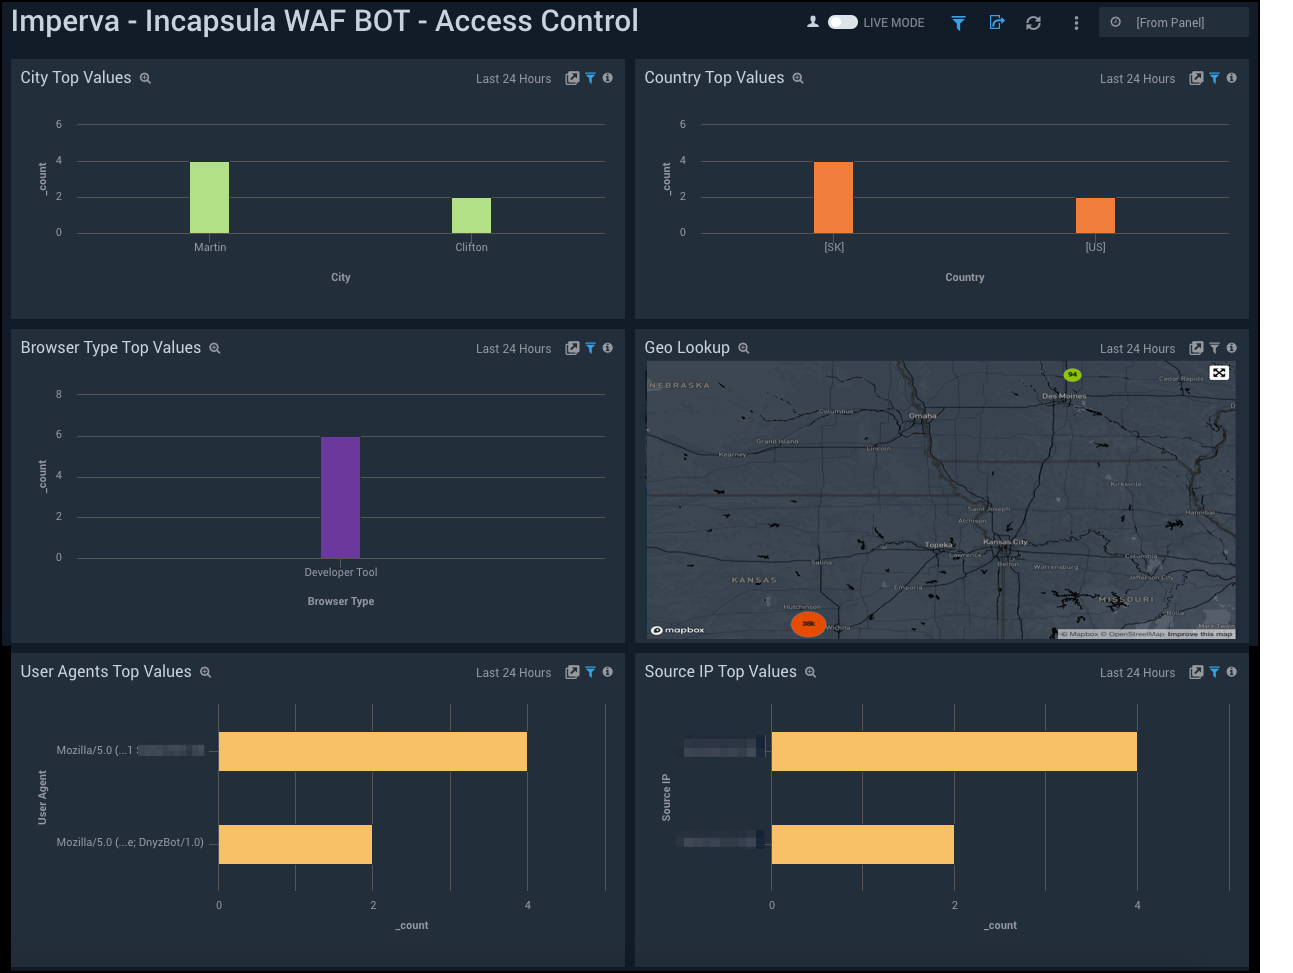 Imperva - Incapsula WAF BOT - Access Control
LIVE MODE
[From Panel]
City Top Values
Last 24 Hours
6
4
2
0
_count
Martin
Clifton
City
Country Top Values
Last 24 Hours
6
4
2
0
_count
[SK]
[US]
Country
Browser Type Top Values
Last 24 Hours
8
6
4
2
0
_count
Developer Tool
Browser Type
Geo Lookup
Last 24 Hours
94
NEBRASKA
Cedar Rapids
Des Moines
Columbus
Omaha
Grand Island
Lincoln
Kearney
Kirksville
Saint Joseph
Hannibal
Atchison
Topeka
Kansas City
Lawrence
Columbia
Salina
Belton
Warrensburg
KANSAS
Emporia
Jefferson City
MISSOURI
Hutchinson
Rolla
38k
Wichita
Mark Twain
mapbox
© Mapbox © OpenStreetMap Improve this map
User Agents Top Values
Last 24 Hours
User Agent
Mozilla/5.0 (...1
Mozilla/5.0 (...e; DnyzBot/1.0)
0
2
4
_count
Source IP Top Values
Last 24 Hours
Source IP
0
2
4
_count